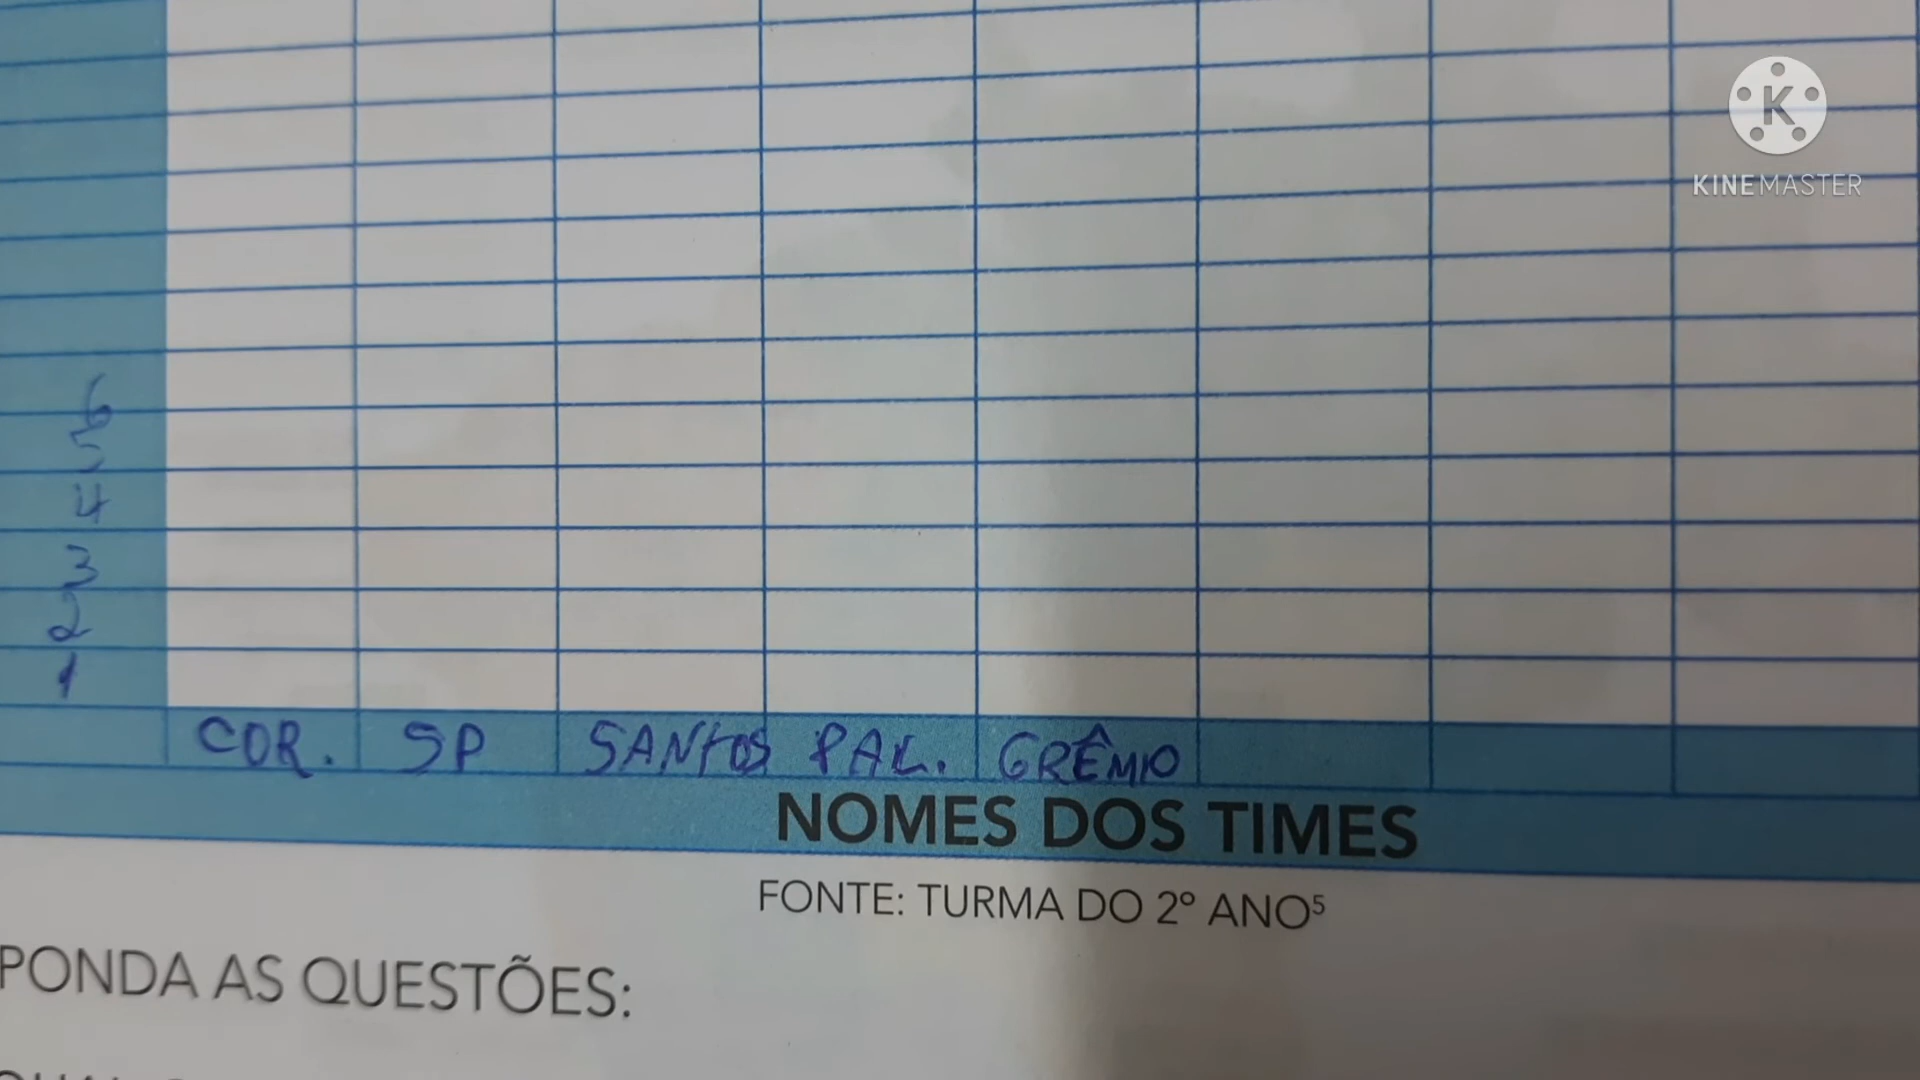 KINEMASTER
6
5
4
3
2
1
COR. SP SANTOS PAL. GRÊMIO
NOMES DOS TIMES
FONTE: TURMA DO 2º ANO⁵
PONDA AS QUESTÕES: